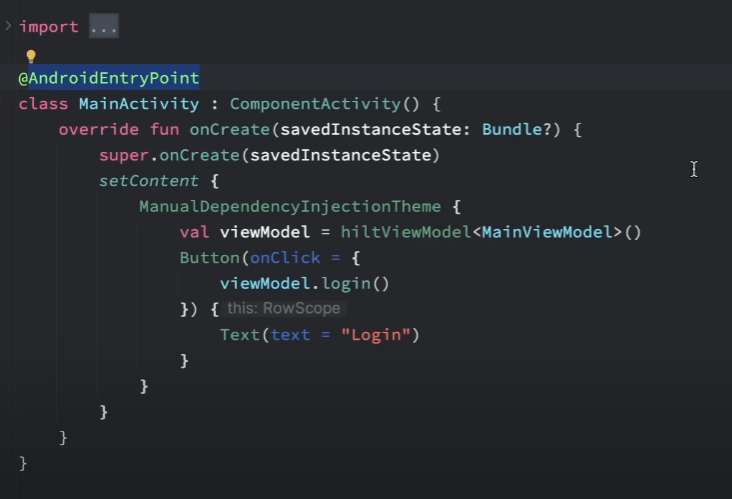 import ...
@AndroidEntryPoint
class MainActivity : ComponentActivity() {
    override fun onCreate(savedInstanceState: Bundle?) {
        super.onCreate(savedInstanceState)
        setContent {
            ManualDependencyInjectionTheme {
                val viewModel = hiltViewModel<MainViewModel>()
                Button(onClick = {
                    viewModel.login()
                }) { this: RowScope
                    Text(text = "Login")
                }
            }
        }
    }
}